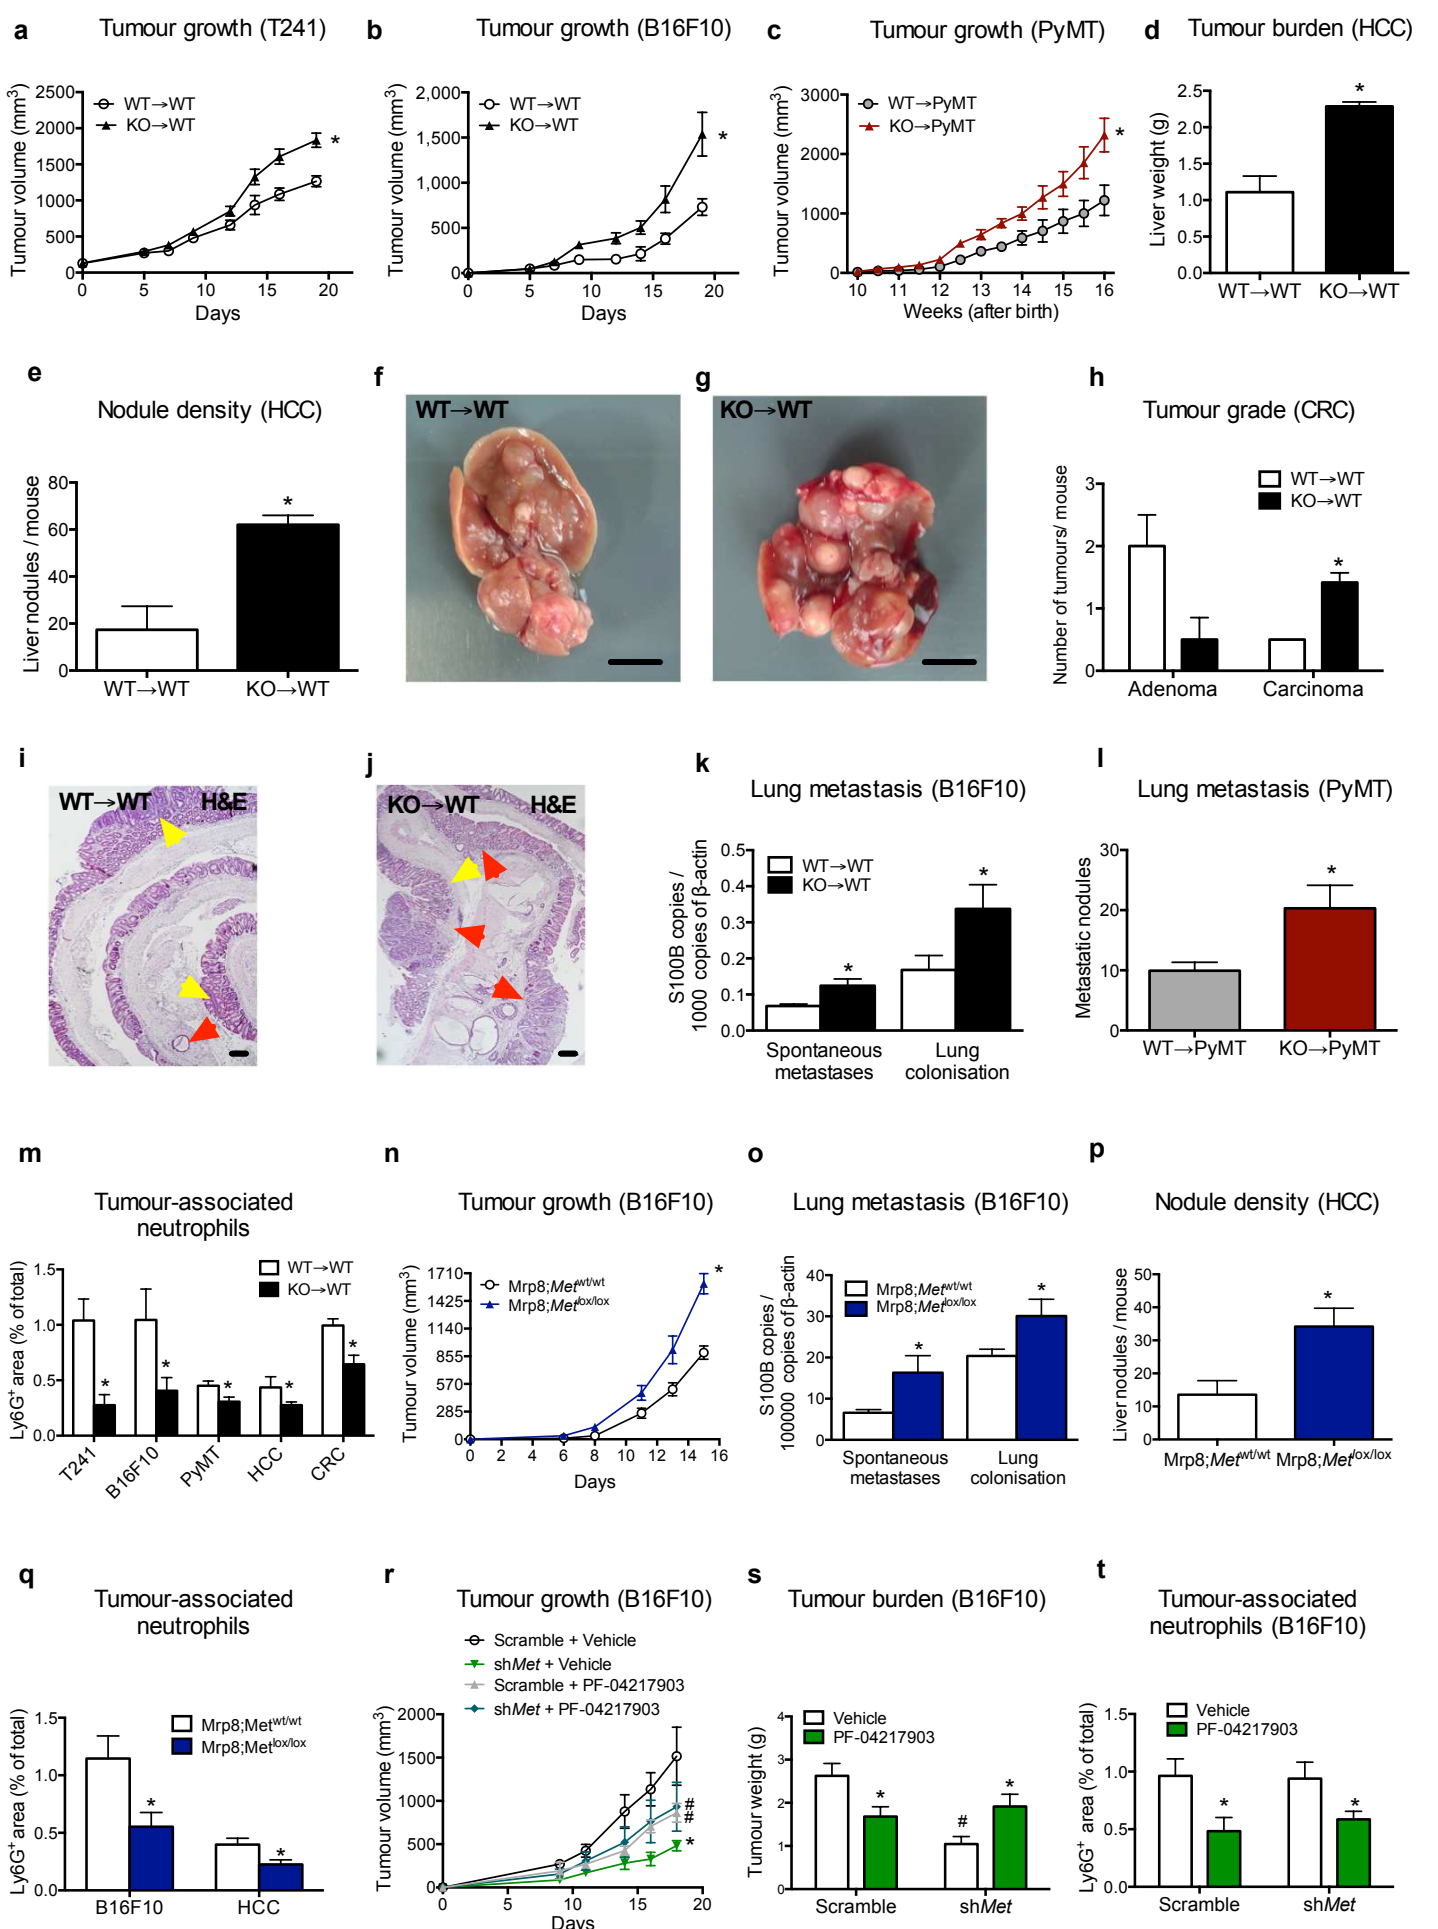 a Tumour growth (T241)
Tumour volume (mm³)
2500
2000
1500
1000
500
0
WT→WT
KO→WT
*
0 5 10 15 20
Days
b Tumour growth (B16F10)
Tumour volume (mm³)
2,000
1,500
1,000
500
0
WT→WT
KO→WT
*
0 5 10 15 20
Days
c Tumour growth (PyMT)
Tumour volume (mm³)
3000
2000
1000
0
WT→PyMT
KO→PyMT
*
10 11 12 13 14 15 16
Weeks (after birth)
d Tumour burden (HCC)
Liver weight (g)
2.5
2.0
1.5
1.0
0.5
0.0
*
WT→WT KO→WT
e
Nodule density (HCC)
Liver nodules / mouse
80
60
40
20
0
*
WT→WT KO→WT
f
WT→WT
g
KO→WT
h
Tumour grade (CRC)
Number of tumours/ mouse
3
2
1
0
WT→WT
KO→WT
*
Adenoma Carcinoma
i
WT→WT H&E
j
KO→WT H&E
k
Lung metastasis (B16F10)
S100B copies /
1000 copies of β-actin
0.5
0.4
0.3
0.2
0.1
0.0
WT→WT
KO→WT
* *
Spontaneous metastases
Lung colonisation
l
Lung metastasis (PyMT)
Metastatic nodules
30
20
10
0
*
WT→PyMT KO→PyMT
m
Tumour-associated
neutrophils
Ly6G⁺ area (% of total)
1.5
1.0
0.5
0.0
WT→WT
KO→WT
* * * * *
T241 B16F10 PyMT HCC CRC
n
Tumour growth (B16F10)
Tumour volume (mm³)
1710
1425
1140
855
570
285
0
Mrp8;Met^wt/wt
Mrp8;Met^lox/lox
*
0 2 4 6 8 10 12 14 16
Days
o
Lung metastasis (B16F10)
S100B copies /
100000 copies of β-actin
40
30
20
10
0
Mrp8;Met^wt/wt
Mrp8;Met^lox/lox
* *
Spontaneous metastases
Lung colonisation
p
Nodule density (HCC)
Liver nodules / mouse
50
40
30
20
10
0
*
Mrp8;Met^wt/wt Mrp8;Met^lox/lox
q
Tumour-associated
neutrophils
Ly6G⁺ area (% of total)
1.5
1.0
0.5
0.0
Mrp8;Met^wt/wt
Mrp8;Met^lox/lox
* *
B16F10 HCC
r
Tumour growth (B16F10)
Scramble + Vehicle
shMet + Vehicle
Scramble + PF-04217903
shMet + PF-04217903
Tumour volume (mm³)
2000
1500
1000
500
0
#
#
*
0 5 10 15 20
Days
s
Tumour burden (B16F10)
Tumour weight (g)
4
3
2
1
0
Vehicle
PF-04217903
* # *
Scramble shMet
t
Tumour-associated
neutrophils (B16F10)
Ly6G⁺ area (% of total)
1.5
1.0
0.5
0.0
Vehicle
PF-04217903
* *
Scramble shMet